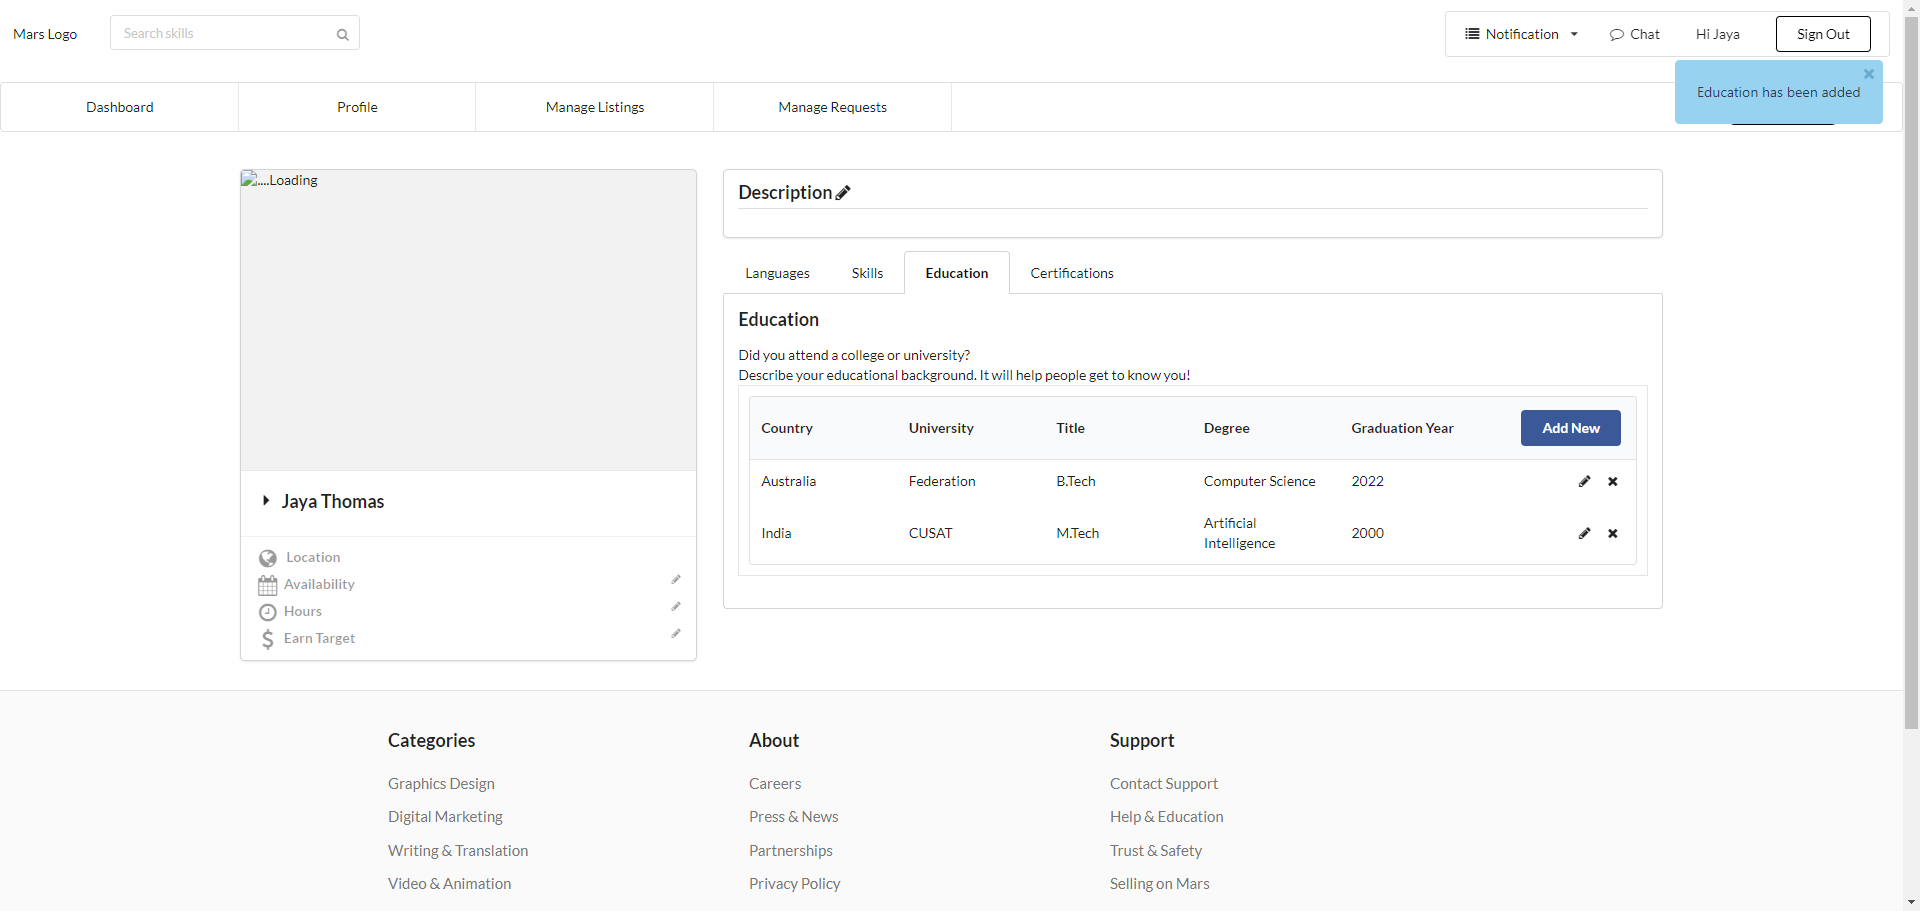 Mars Logo
Search skills
Notification
Chat
Hi Jaya
Sign Out
Education has been added
Dashboard
Profile
Manage Listings
Manage Requests
....Loading
Jaya Thomas
Location
Availability
Hours
Earn Target
Description
Languages
Skills
Education
Certifications
Education
Did you attend a college or university?
Describe your educational background. It will help people get to know you!
Country University Title Degree Graduation Year Add New
Australia Federation B.Tech Computer Science 2022
India CUSAT M.Tech Artificial Intelligence 2000
Categories
Graphics Design
Digital Marketing
Writing & Translation
Video & Animation
About
Careers
Press & News
Partnerships
Privacy Policy
Support
Contact Support
Help & Education
Trust & Safety
Selling on Mars